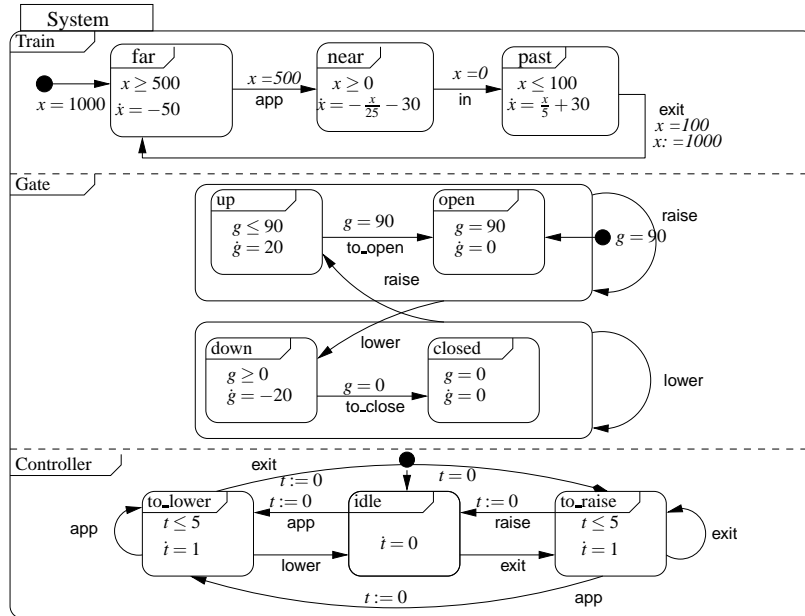 System
Train
far
x ≥ 500
ẋ = −50
x = 1000
x =500
app
near
x ≥ 0
ẋ = − x/25 − 30
x =0
in
past
x ≤ 100
ẋ = x/5 + 30
exit
x =100
x: =1000
Gate
up
g ≤ 90
ġ = 20
g = 90
to_open
open
g = 90
ġ = 0
g = 90
raise
raise
lower
down
g ≥ 0
ġ = −20
g = 0
to_close
closed
g = 0
ġ = 0
lower
Controller
exit
t := 0
t = 0
to_lower
t ≤ 5
ṫ = 1
app
t := 0
app
lower
idle
ṫ = 0
t := 0
raise
exit
to_raise
t ≤ 5
ṫ = 1
exit
t := 0
app